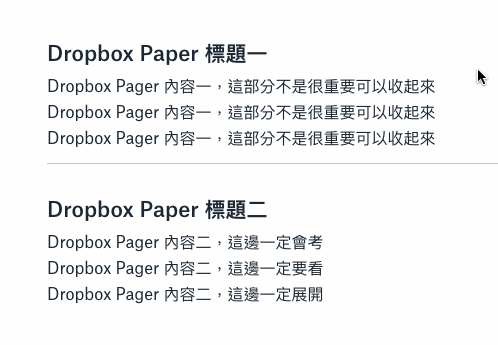 Dropbox Paper 標題一
Dropbox Pager 內容一，這部分不是很重要可以收起來
Dropbox Pager 內容一，這部分不是很重要可以收起來
Dropbox Pager 內容一，這部分不是很重要可以收起來
Dropbox Paper 標題二
Dropbox Pager 內容二，這邊一定會考
Dropbox Pager 內容二，這邊一定要看
Dropbox Pager 內容二，這邊一定展開